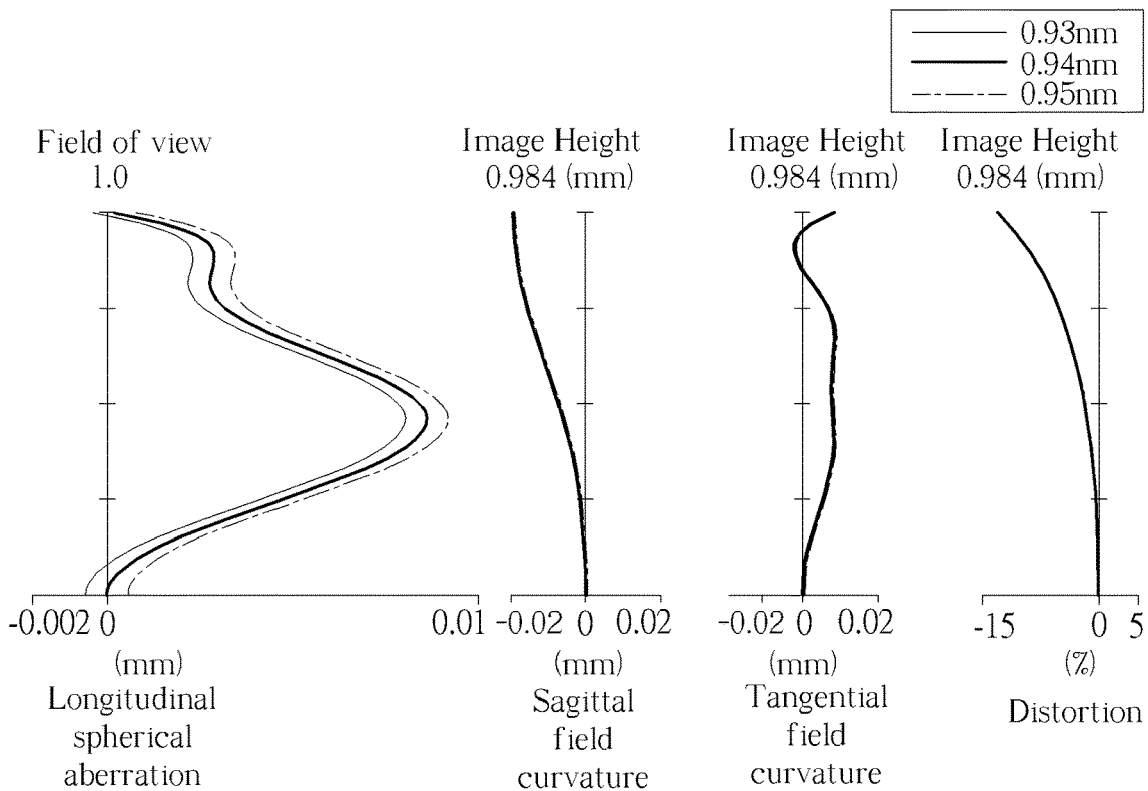 0.93nm
0.94nm
0.95nm
Field of view
1.0
Image Height
0.984 (mm)
Image Height
0.984 (mm)
Image Height
0.984 (mm)
-0.002 0 0.01
(mm)
Longitudinal
spherical
aberration
-0.02 0 0.02
(mm)
Sagittal
field
curvature
-0.02 0 0.02
(mm)
Tangential
field
curvature
-15 0 5
(%)
Distortion